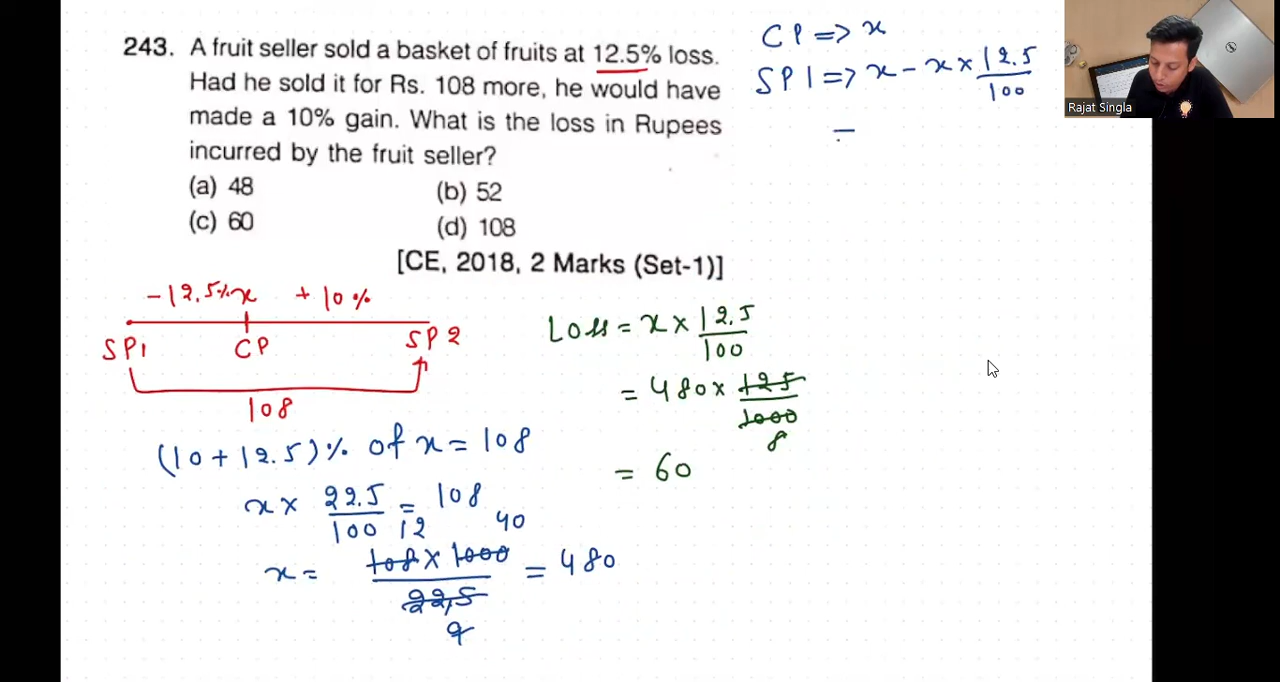 243. A fruit seller sold a basket of fruits at 12.5% loss.
Had he sold it for Rs. 108 more, he would have
made a 10% gain. What is the loss in Rupees
incurred by the fruit seller?
(a) 48 (b) 52
(c) 60 (d) 108
[CE, 2018, 2 Marks (Set-1)]
CP => x
SP1 => x - x × 12.5/100
=
Rajat Singla
-12.5% x +10%
SP1 CP SP2
108
(10+12.5)% of x = 108
x × 22.5/100 = 108
12 40
x = 108 × 1000 / 22,5 = 480
9
Loss = x × 12.5/100
= 480 × 125/1000
8
= 60